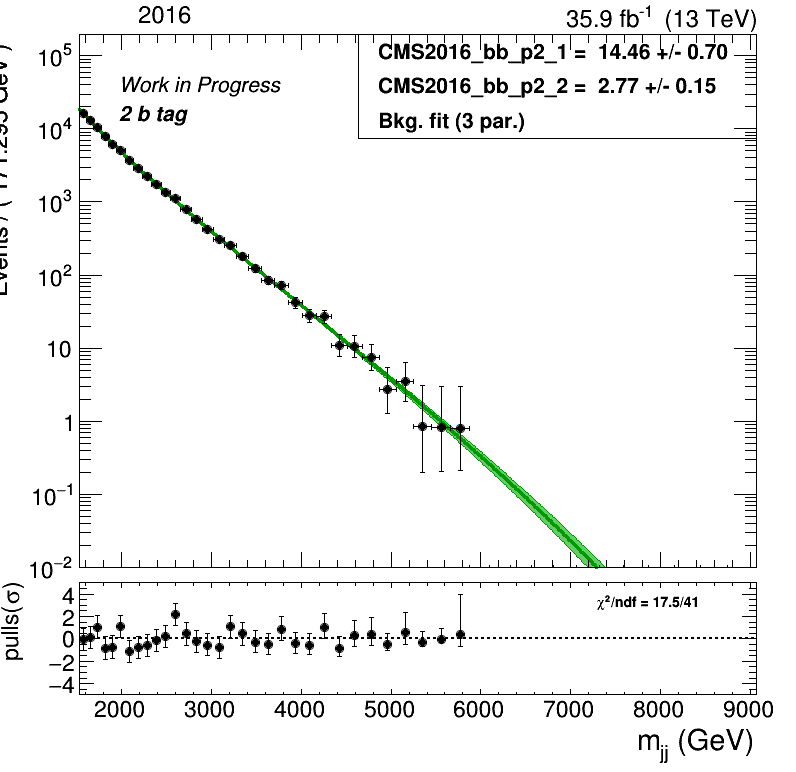 2016
35.9 fb⁻¹ (13 TeV)
CMS2016_bb_p2_1 = 14.46 +/- 0.70
CMS2016_bb_p2_2 = 2.77 +/- 0.15
Bkg. fit (3 par.)
Work in Progress
2 b tag
10⁵
10⁴
10³
10²
10
1
10⁻¹
10⁻²
χ²/ndf = 17.5/41
pulls(σ)
4
2
0
−2
−4
2000 3000 4000 5000 6000 7000 8000 9000
m_jj (GeV)